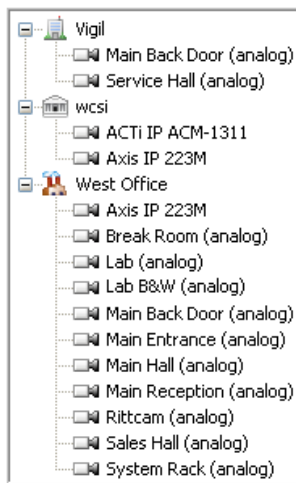 Vigil
Main Back Door (analog)
Service Hall (analog)
wcsi
ACTi IP ACM-1311
Axis IP 223M
West Office
Axis IP 223M
Break Room (analog)
Lab (analog)
Lab B&W (analog)
Main Back Door (analog)
Main Entrance (analog)
Main Hall (analog)
Main Reception (analog)
Rittcam (analog)
Sales Hall (analog)
System Rack (analog)